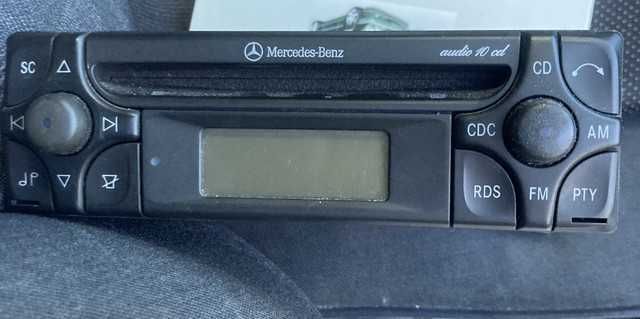 Mercedes-Benz
audio 10 cd
SC
CD
CDC
AM
RDS
FM
PTY